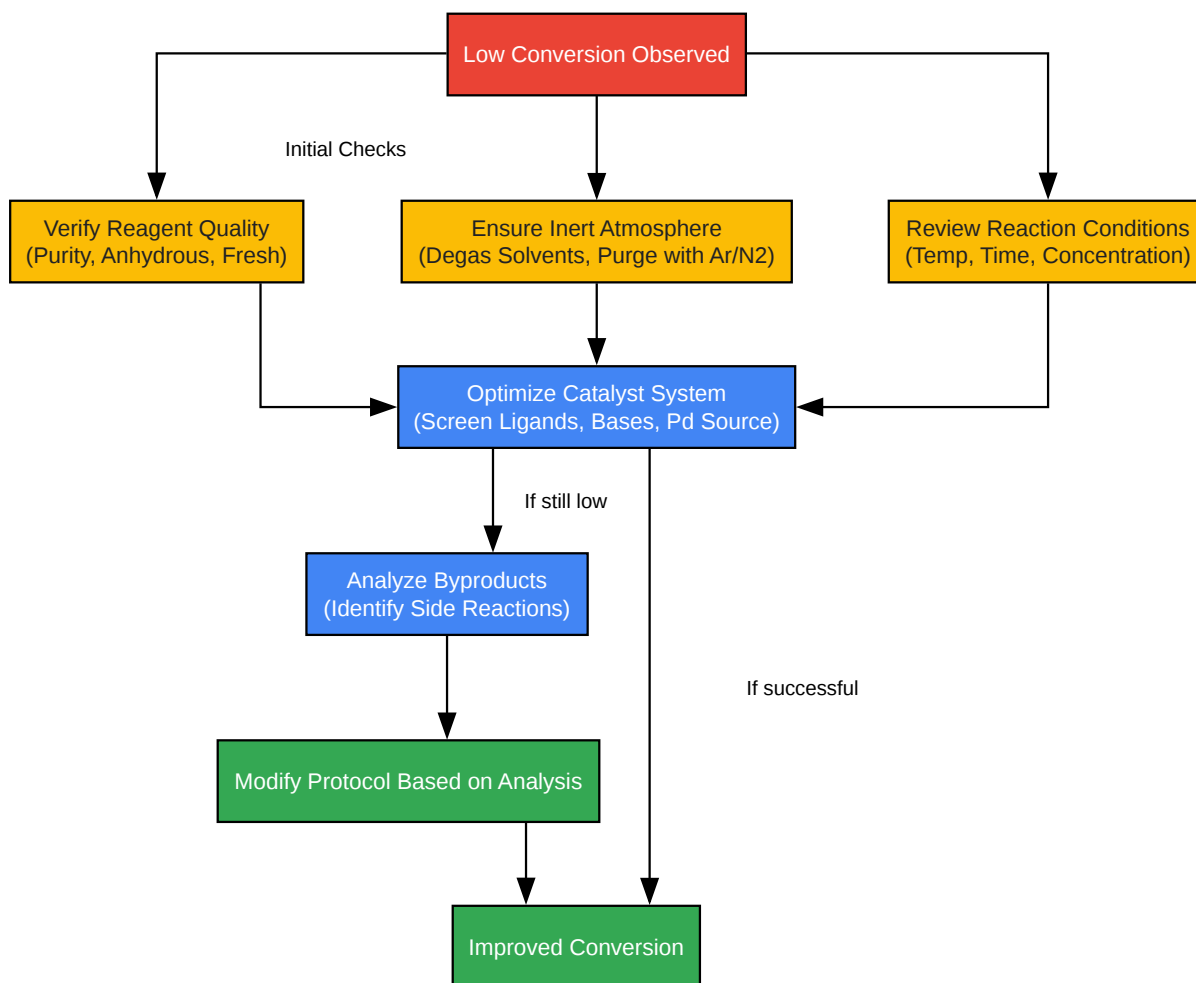 Low Conversion Observed
Initial Checks
Verify Reagent Quality
(Purity, Anhydrous, Fresh)
Ensure Inert Atmosphere
(Degas Solvents, Purge with Ar/N2)
Review Reaction Conditions
(Temp, Time, Concentration)
Optimize Catalyst System
(Screen Ligands, Bases, Pd Source)
If still low
Analyze Byproducts
(Identify Side Reactions)
If successful
Modify Protocol Based on Analysis
Improved Conversion